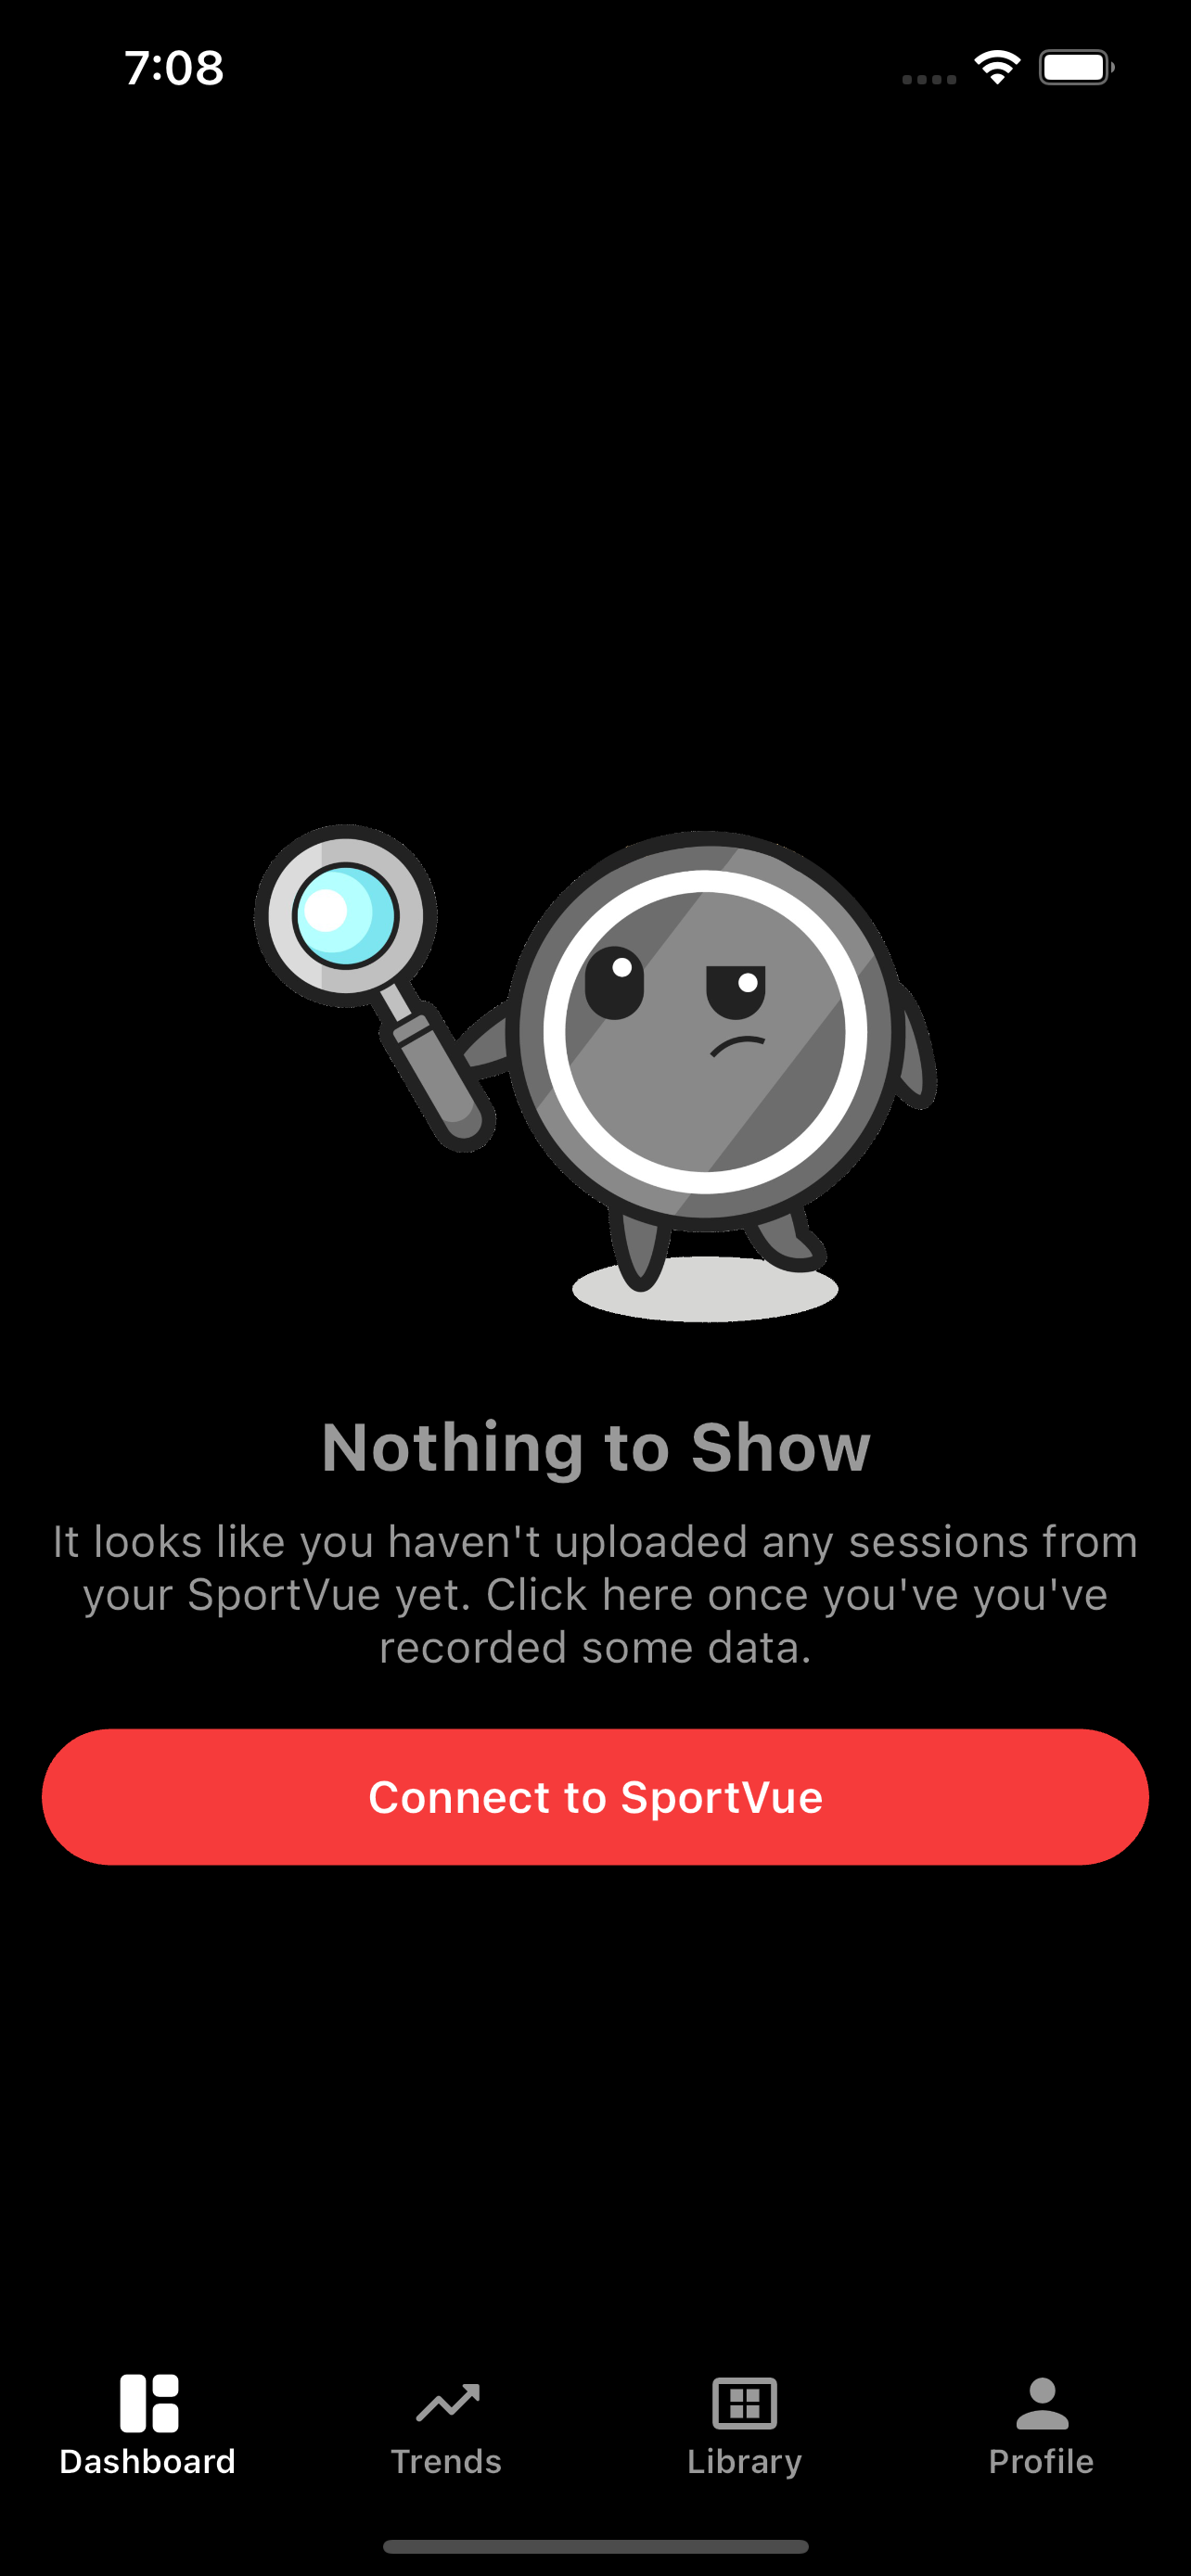 7:08
Nothing to Show
It looks like you haven't uploaded any sessions from
your SportVue yet. Click here once you've you've
recorded some data.
Connect to SportVue
Dashboard
Trends
Library
Profile